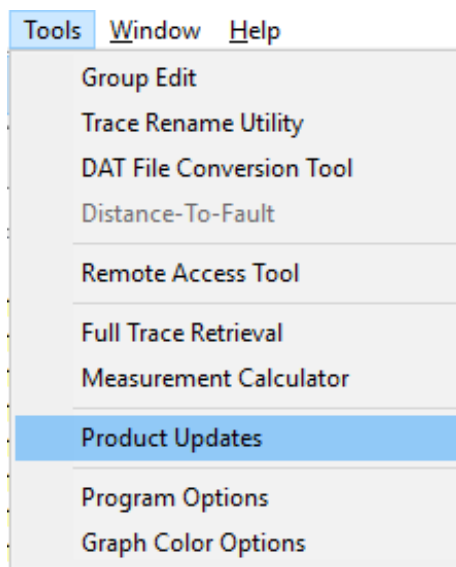 Tools Window Help
Group Edit
Trace Rename Utility
DAT File Conversion Tool
Distance-To-Fault
Remote Access Tool
Full Trace Retrieval
Measurement Calculator
Product Updates
Program Options
Graph Color Options